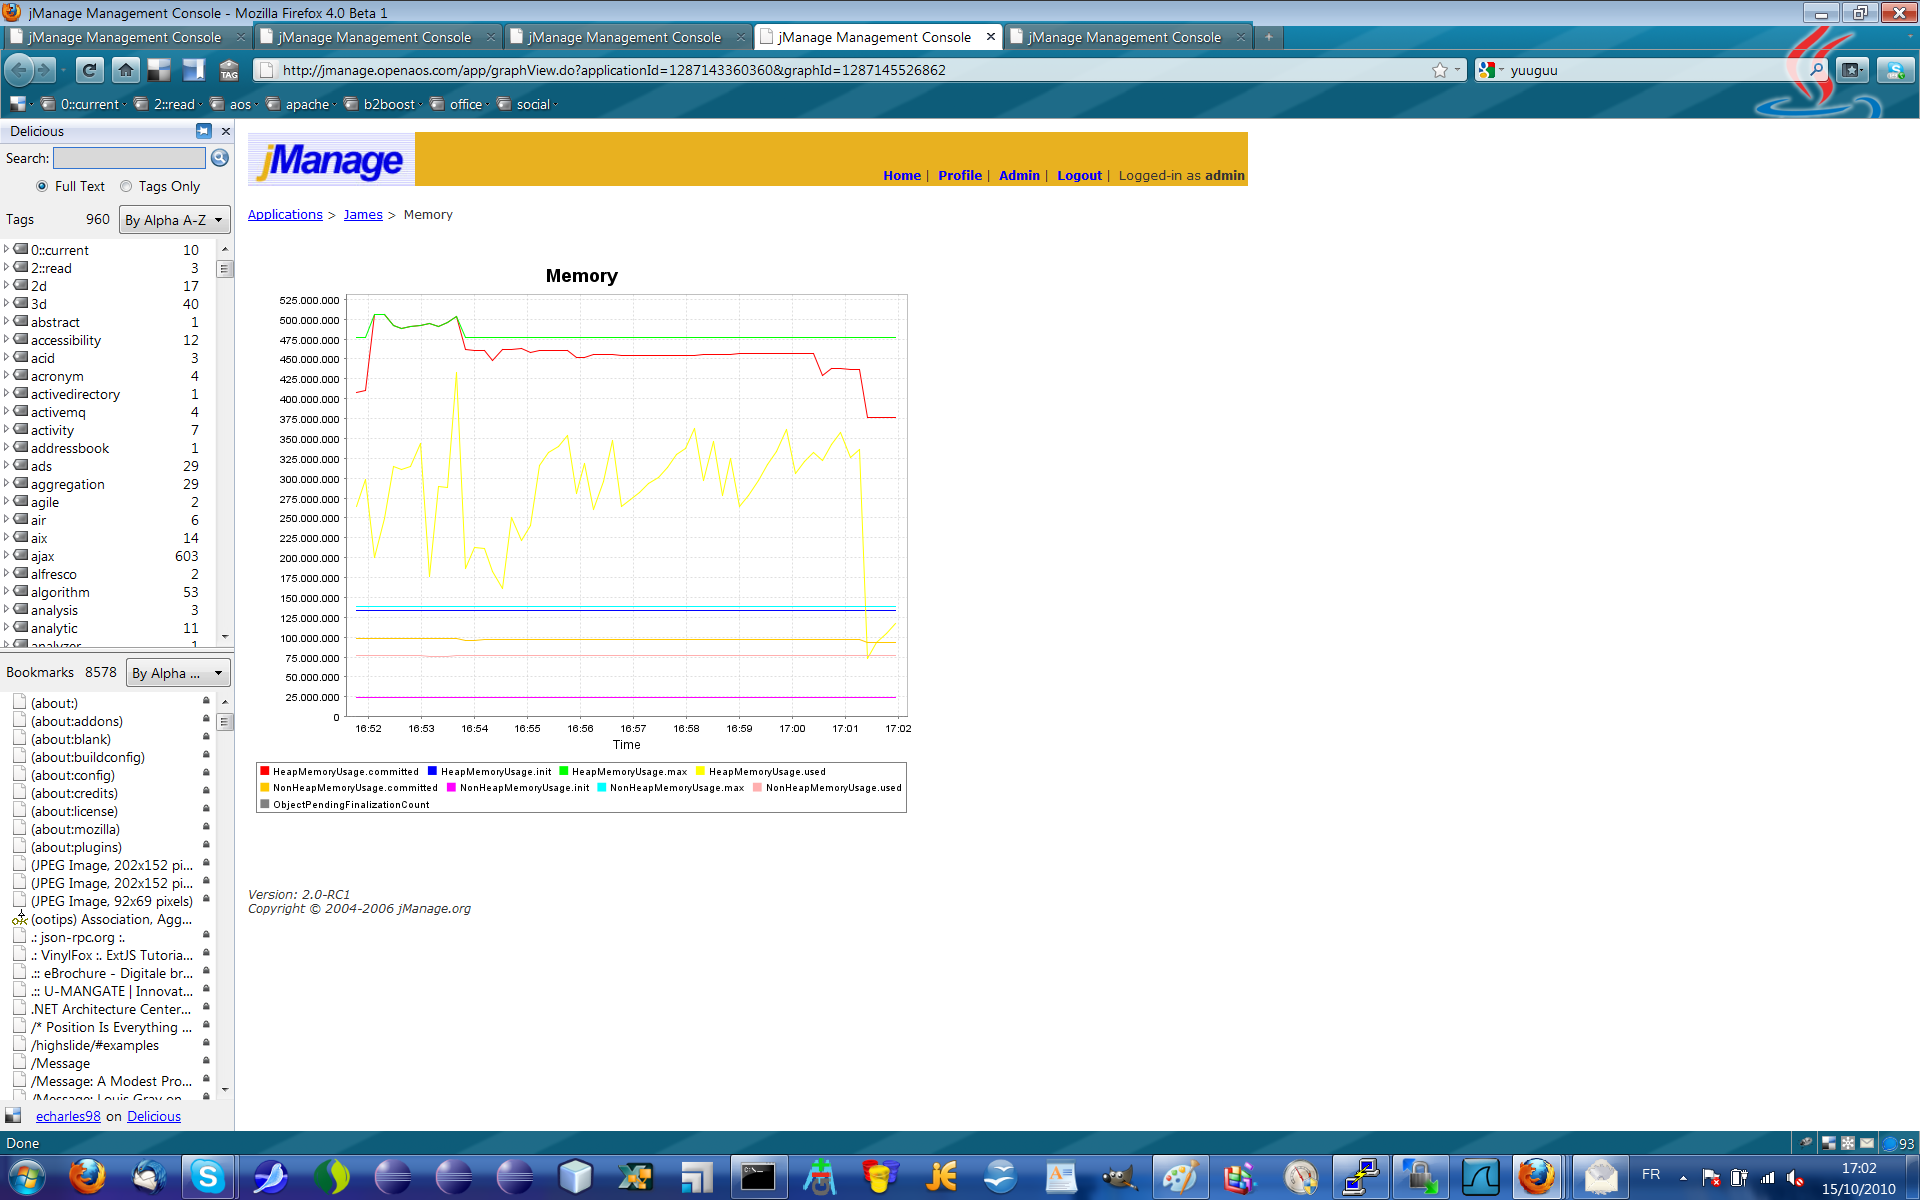 jManage Management Console - Mozilla Firefox 4.0 Beta 1
jManage Management Console
jManage Management Console
jManage Management Console
jManage Management Console
jManage Management Console
TAG
http://jmanage.openaos.com/app/graphView.do?applicationId=1287143360360&graphId=1287145526862
yuuguu
0::current
2::read
aos
apache
b2boost
office
social
Delicious
Search:
Full Text
Tags Only
Tags 960 By Alpha A-Z
0::current 10
2::read 3
2d 17
3d 40
abstract 1
accessibility 12
acid 3
acronym 4
activedirectory 1
activemq 4
activity 7
addressbook 1
ads 29
aggregation 29
agile 2
air 6
aix 14
ajax 603
alfresco 2
algorithm 53
analysis 3
analytic 11
analyzer 1
Bookmarks 8578 By Alpha ...
(about:)
(about:addons)
(about:blank)
(about:buildconfig)
(about:config)
(about:credits)
(about:license)
(about:mozilla)
(about:plugins)
(JPEG Image, 202x152 pi...
(JPEG Image, 202x152 pi...
(JPEG Image, 92x69 pixels)
(ootips) Association, Agg...
.: json-rpc.org :.
.: VinylFox :. ExtJS Tutoria...
.:: eBrochure - Digitale br...
.:: U-MANGATE | Innovat...
.NET Architecture Center...
/* Position Is Everything ...
/highslide/#examples
/Message
/Message: A Modest Pro...
/Message: Louis Gray on
echarles98 on Delicious
jManage
Home | Profile | Admin | Logout | Logged-in as admin
Applications > James > Memory
Memory
525.000.000
500.000.000
475.000.000
450.000.000
425.000.000
400.000.000
375.000.000
350.000.000
325.000.000
300.000.000
275.000.000
250.000.000
225.000.000
200.000.000
175.000.000
150.000.000
125.000.000
100.000.000
75.000.000
50.000.000
25.000.000
0
16:52 16:53 16:54 16:55 16:56 16:57 16:58 16:59 17:00 17:01 17:02
Time
HeapMemoryUsage.committed HeapMemoryUsage.init HeapMemoryUsage.max HeapMemoryUsage.used
NonHeapMemoryUsage.committed NonHeapMemoryUsage.init NonHeapMemoryUsage.max NonHeapMemoryUsage.used
ObjectPendingFinalizationCount
Version: 2.0-RC1
Copyright © 2004-2006 jManage.org
Done
93
FR
17:02
15/10/2010